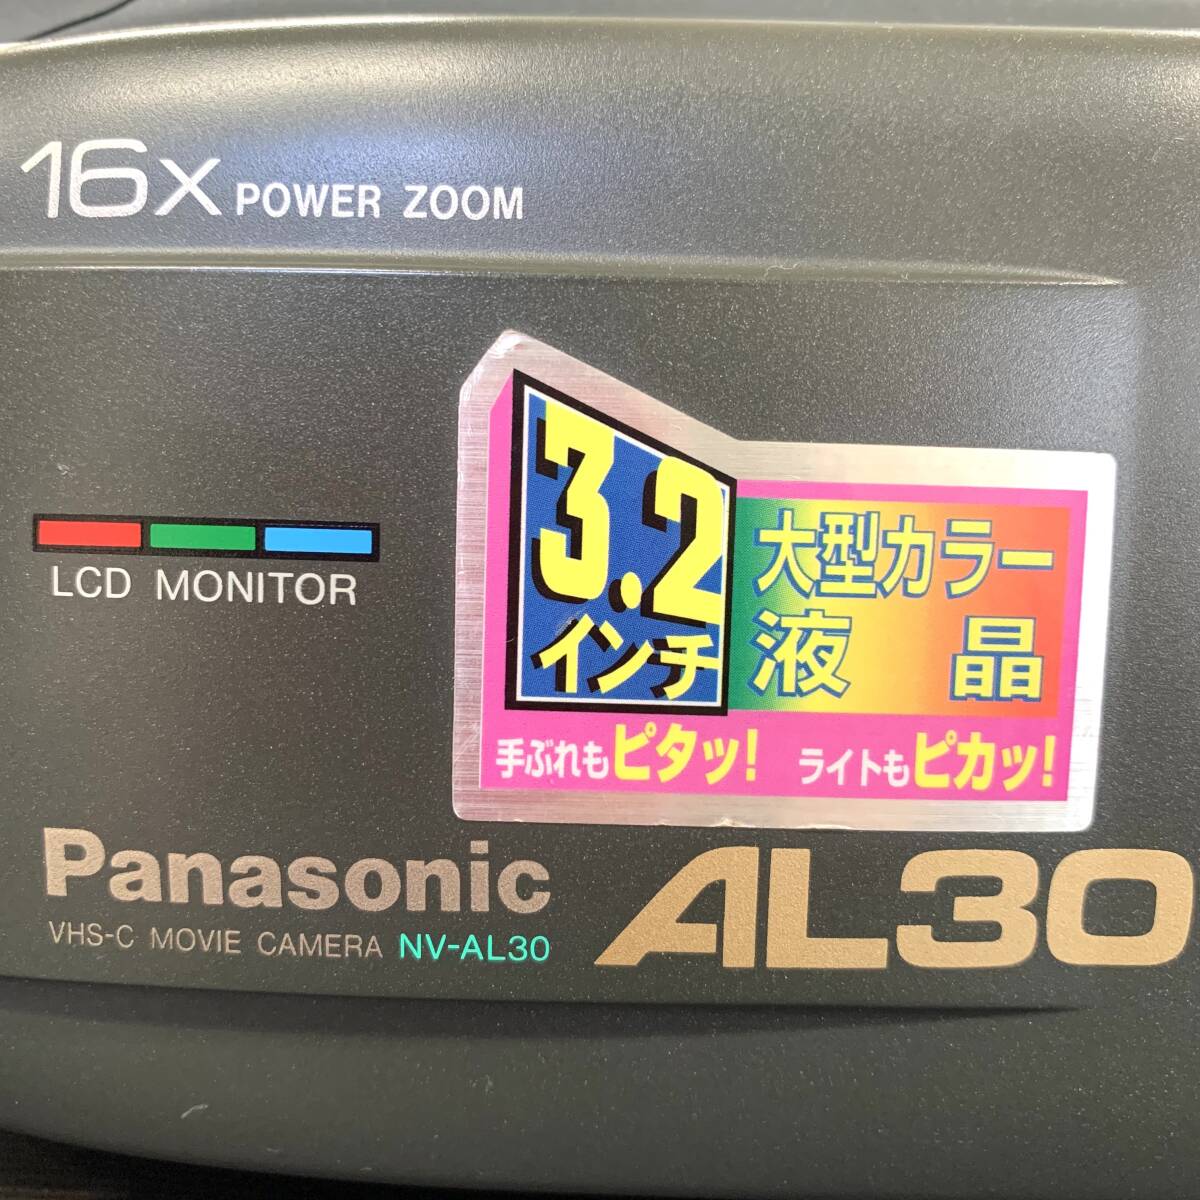 16x POWER ZOOM
LCD MONITOR
3.2
インチ
大型カラー
液晶
手ぶれもピタッ! ライトもピカッ!
Panasonic
VHS-C MOVIE CAMERA NV-AL30
AL30